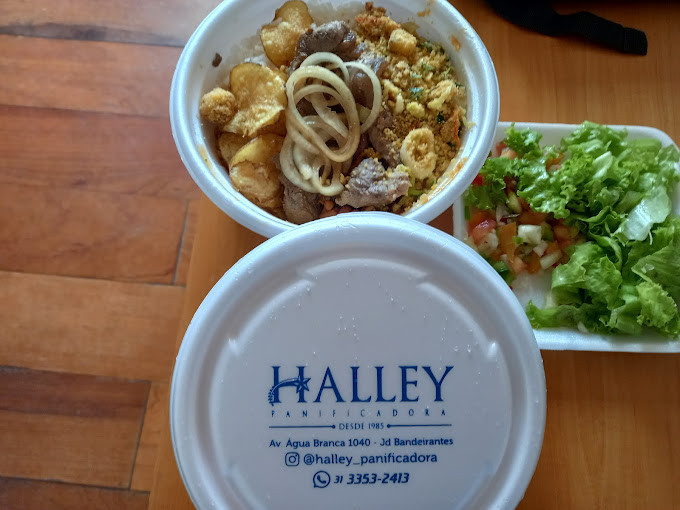 HALLEY
PANIFICADORA
DESDE 1985
Av. Água Branca 1040 - Jd Bandeirantes
@halley_panificadora
31 3353-2413